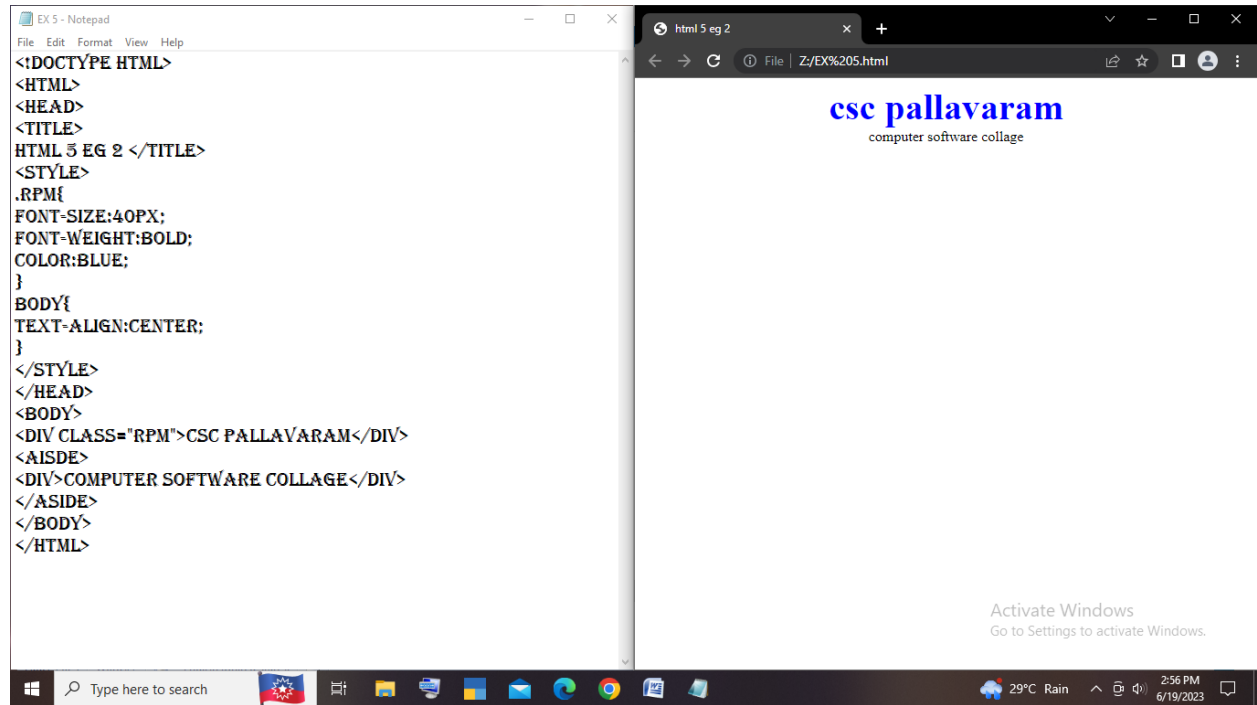 EX 5 - Notepad
File Edit Format View Help
<!DOCTYPE HTML>
<HTML>
<HEAD>
<TITLE>
HTML 5 EG 2 </TITLE>
<STYLE>
.RPM{
FONT-SIZE:40PX;
FONT-WEIGHT:BOLD;
COLOR:BLUE;
}
BODY{
TEXT-ALIGN:CENTER;
}
</STYLE>
</HEAD>
<BODY>
<DIV CLASS="RPM">CSC PALLAVARAM</DIV>
<AISDE>
<DIV>COMPUTER SOFTWARE COLLAGE</DIV>
</ASIDE>
</BODY>
</HTML>
html 5 eg 2
File Z:/EX%205.html
csc pallavaram
computer software collage
Activate Windows
Go to Settings to activate Windows.
Type here to search
29°C Rain
2:56 PM
6/19/2023